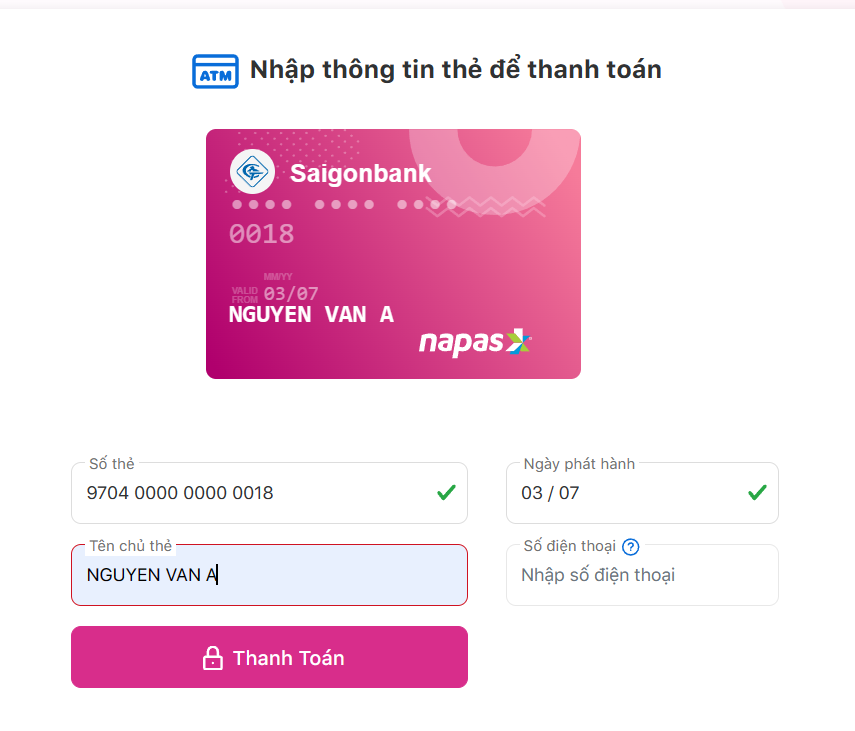 ATM Nhập thông tin thẻ để thanh toán
Saigonbank
•••• •••• ••••
0018
MM/YY
VALID FROM 03/07
NGUYEN VAN A
napas
Số thẻ
9704 0000 0000 0018
Ngày phát hành
03 / 07
Tên chủ thẻ
NGUYEN VAN A
Số điện thoại ?
Nhập số điện thoại
Thanh Toán